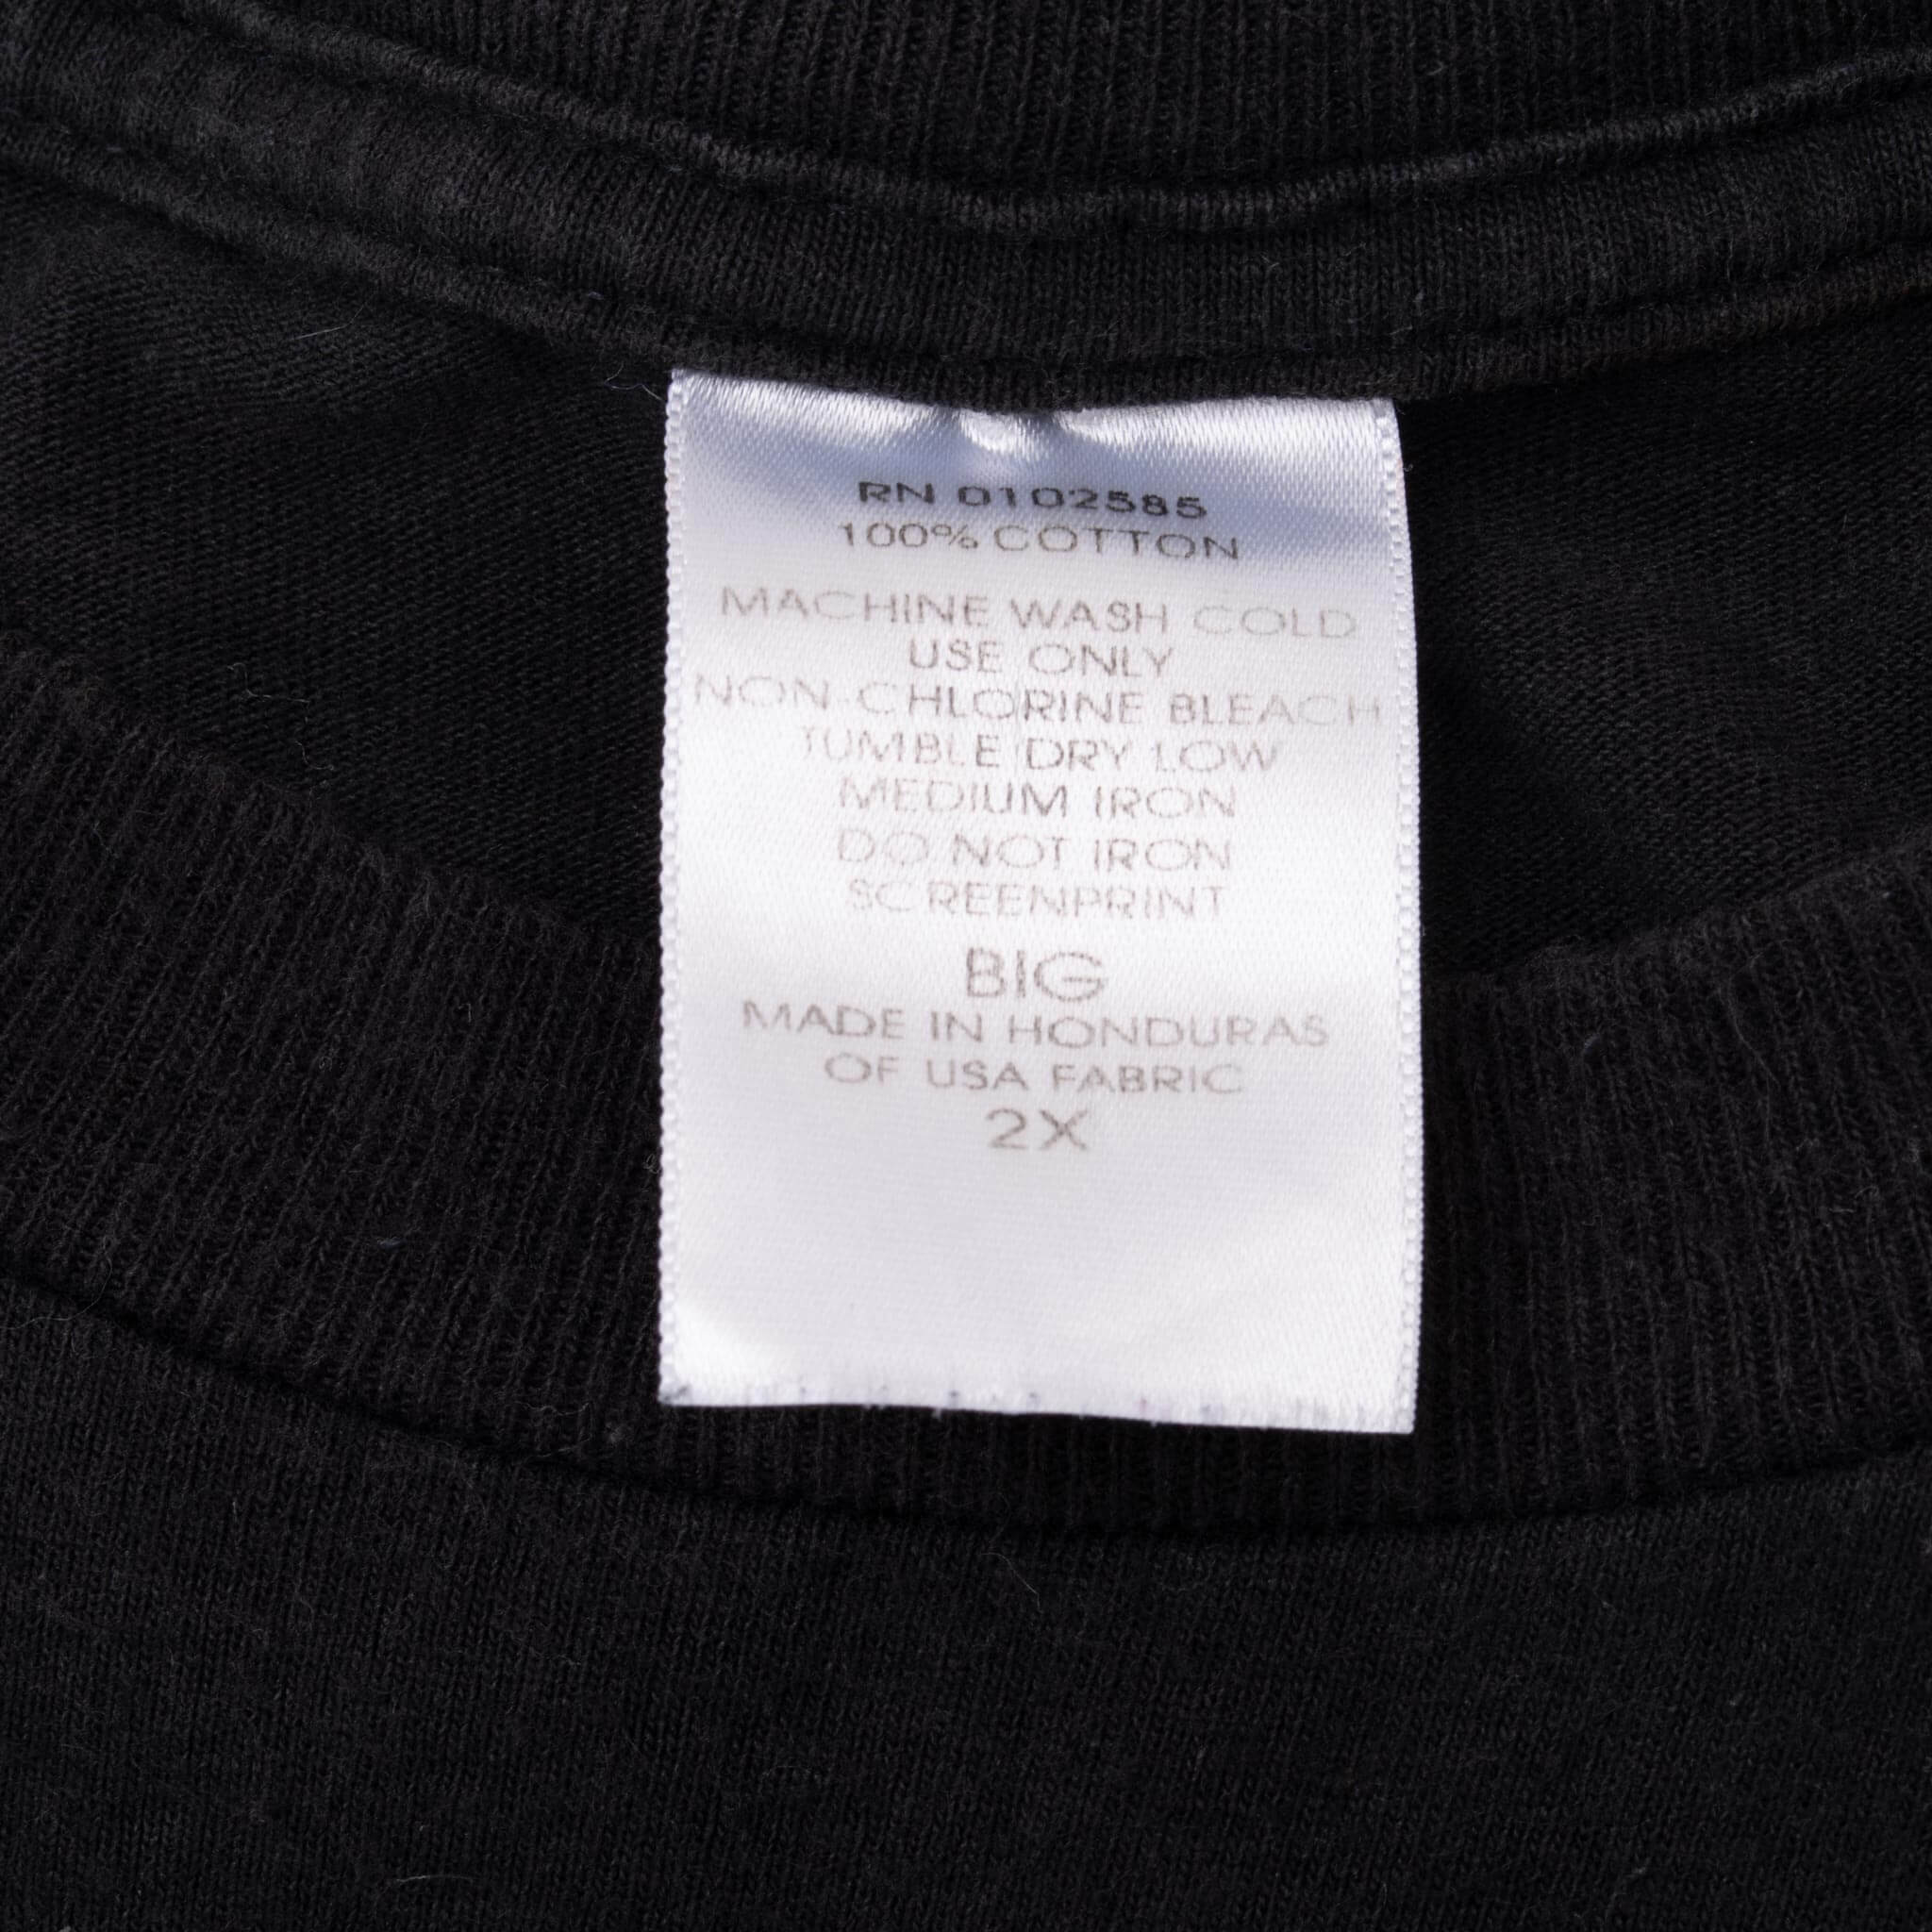 RN 0102585
100% COTTON
MACHINE WASH COLD
USE ONLY
NON-CHLORINE BLEACH
TUMBLE DRY LOW
MEDIUM IRON
DO NOT IRON
SCREENPRINT
BIG
MADE IN HONDURAS
OF USA FABRIC
2X